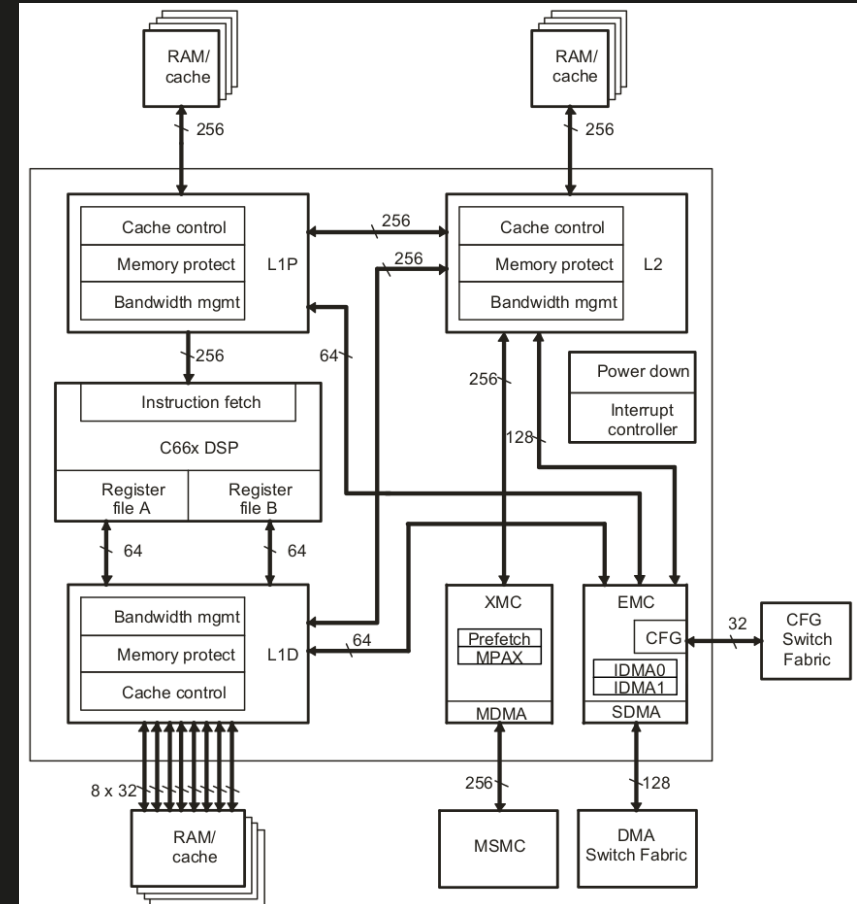 RAM/
cache
RAM/
cache
256
256
Cache control
Memory protect
Bandwidth mgmt
L1P
256
256
Cache control
Memory protect
Bandwidth mgmt
L2
256
64
256
128
Power down
Interrupt
controller
Instruction fetch
C66x DSP
Register
file A
Register
file B
64
64
Bandwidth mgmt
Memory protect
Cache control
L1D
64
XMC
Prefetch
MPAX
MDMA
EMC
CFG
IDMA0
IDMA1
SDMA
32
CFG
Switch
Fabric
8 x 32
256
128
RAM/
cache
MSMC
DMA
Switch Fabric